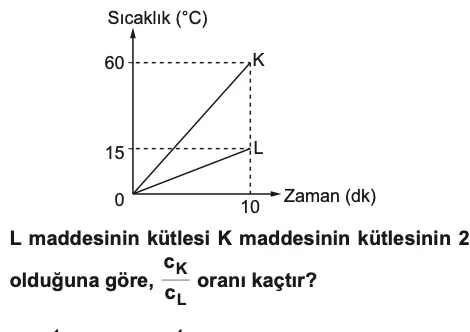 Sıcaklık (°C)
60
K
15
L
0
10
Zaman (dk)
L maddesinin kütlesi K maddesinin kütlesinin 2
olduğuna göre, cK/cL oranı kaçtır?